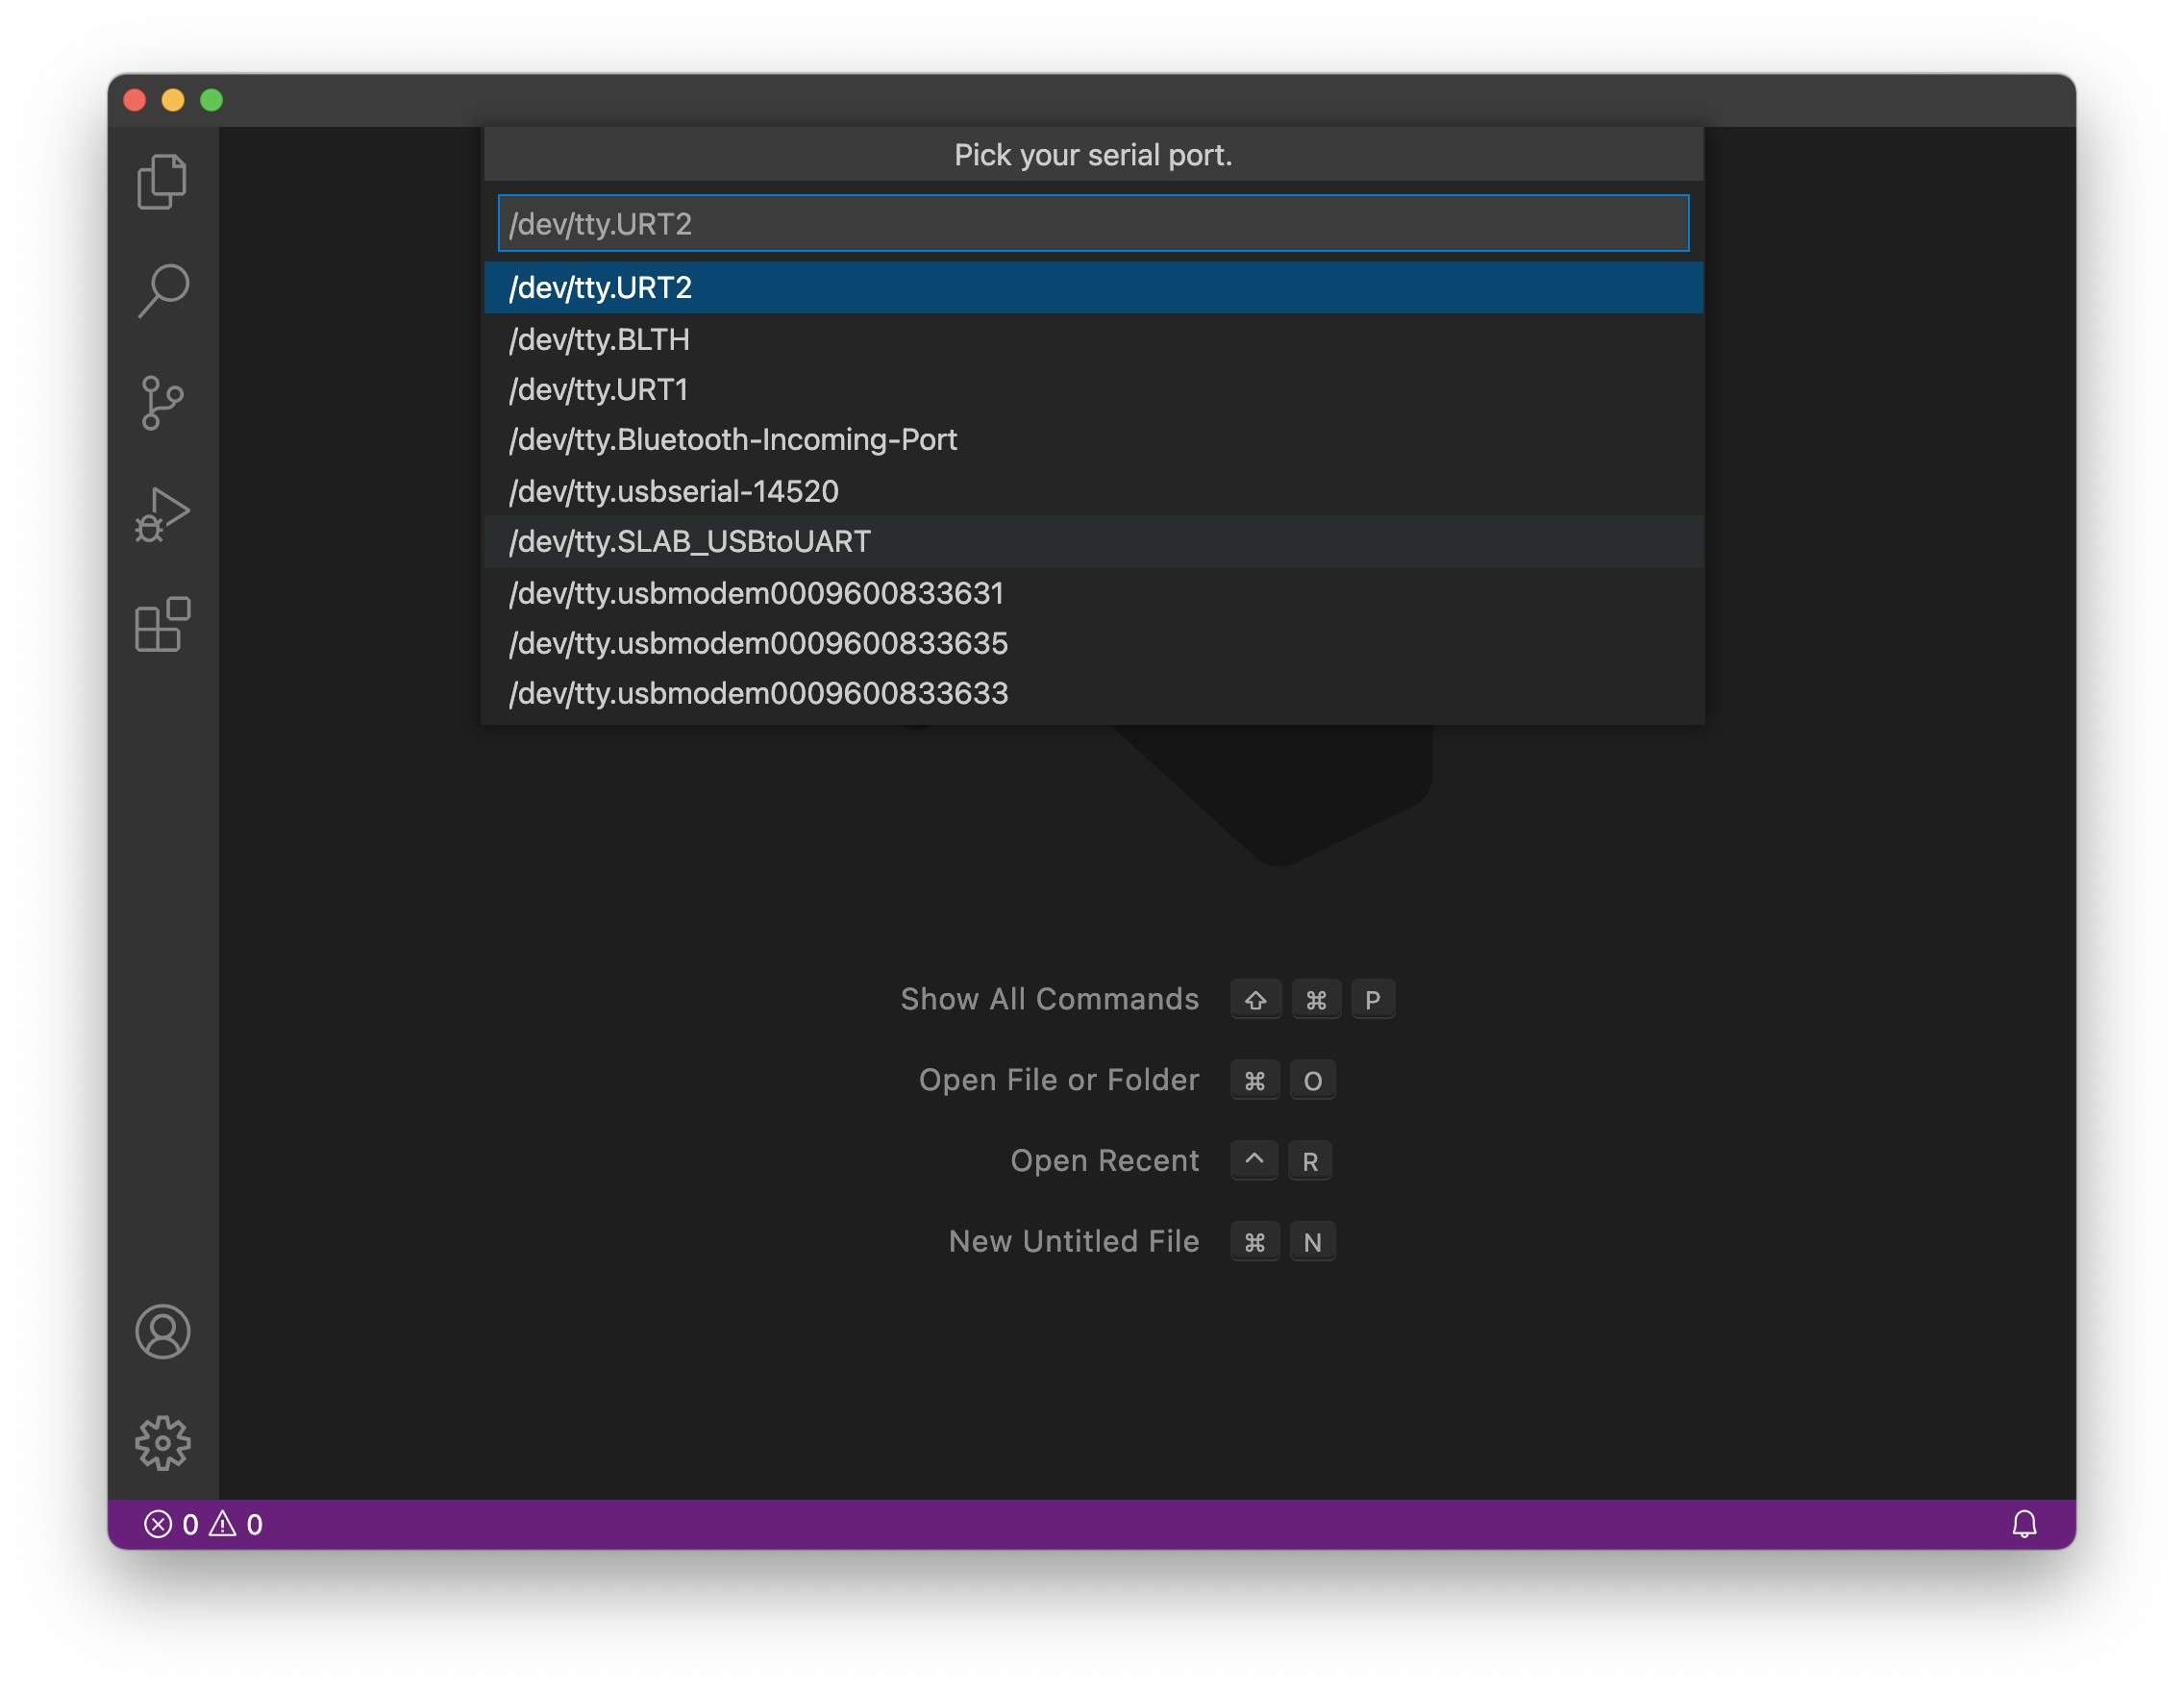 Pick your serial port.
/dev/tty.URT2
/dev/tty.URT2
/dev/tty.BLTH
/dev/tty.URT1
/dev/tty.Bluetooth-Incoming-Port
/dev/tty.usbserial-14520
/dev/tty.SLAB_USBtoUART
/dev/tty.usbmodem0009600833631
/dev/tty.usbmodem0009600833635
/dev/tty.usbmodem0009600833633
Show All Commands ⇧ ⌘ P
Open File or Folder ⌘ O
Open Recent ^ R
New Untitled File ⌘ N
0 0